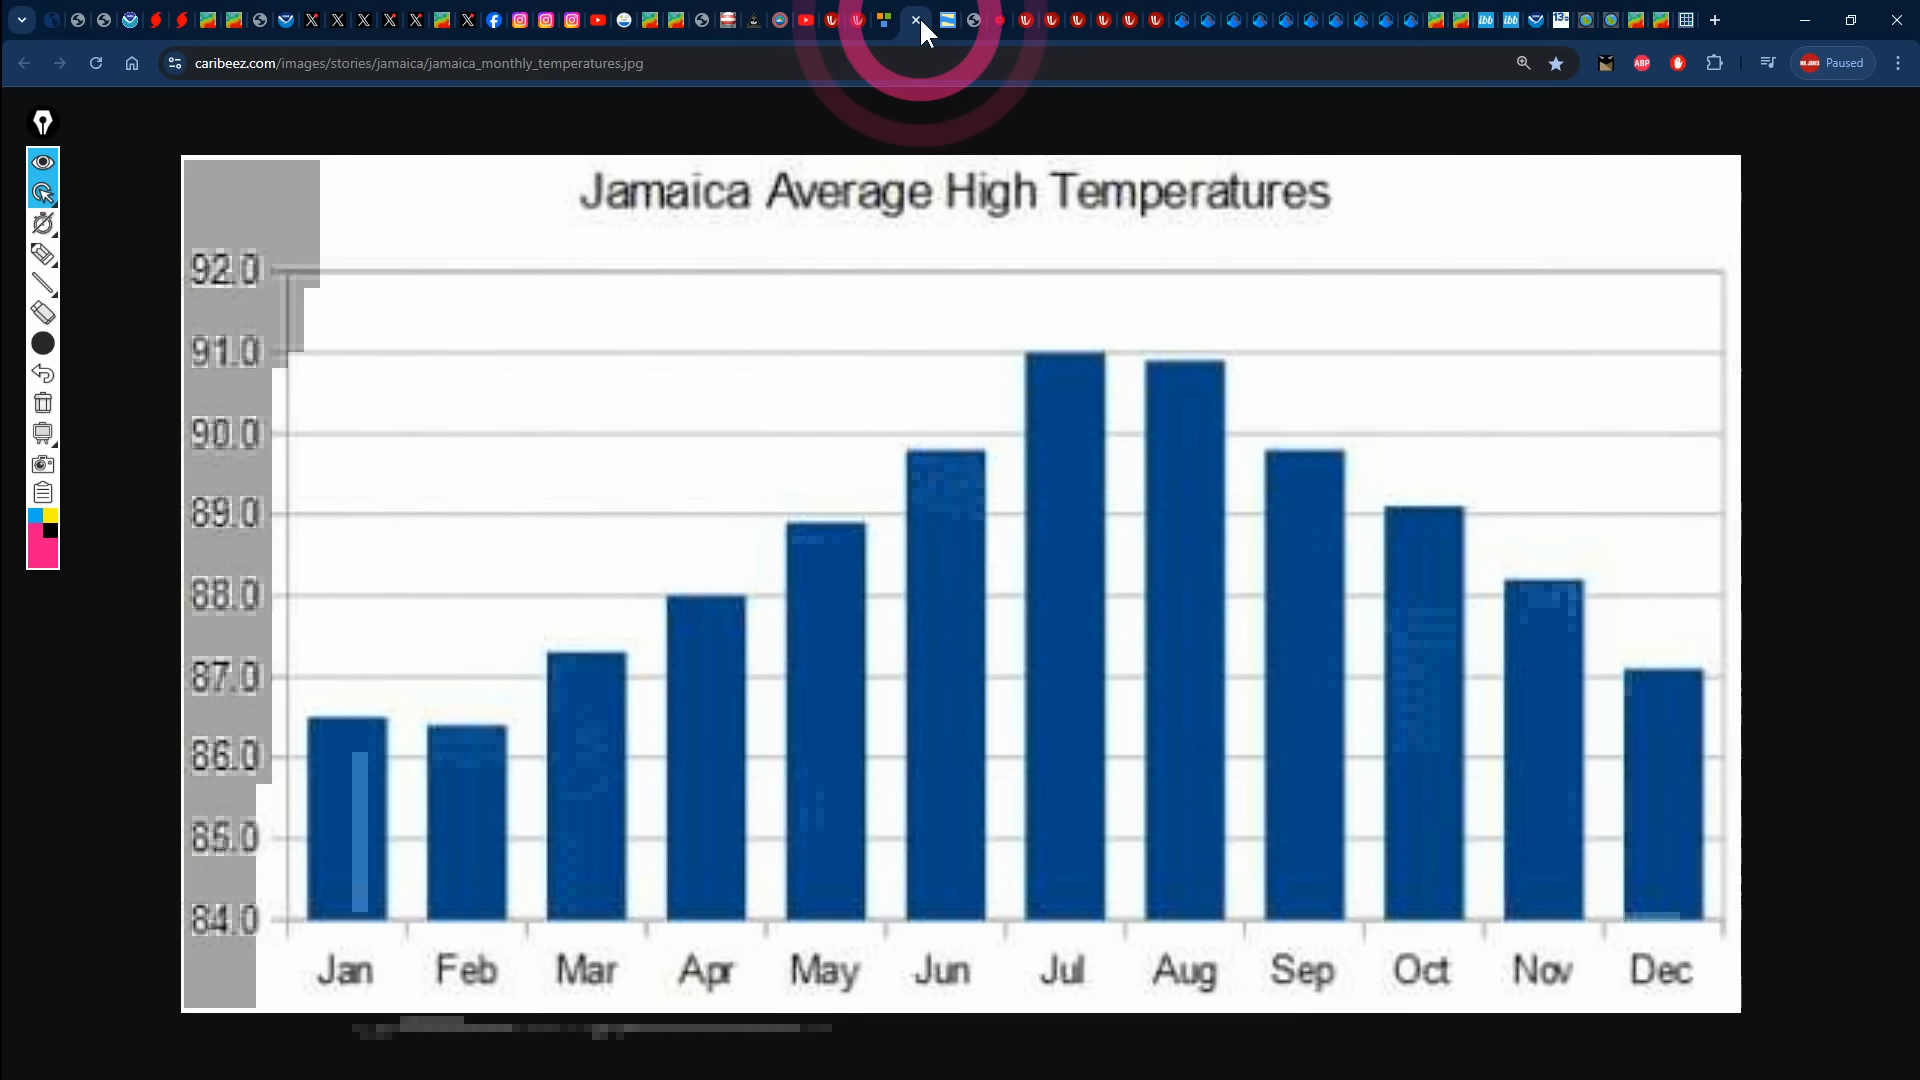 caribeez.com/images/stories/jamaica/jamaica_monthly_temperatures.jpg
ABP
Paused
Jamaica Average High Temperatures
92.0
91.0
90.0
89.0
88.0
87.0
86.0
85.0
84.0
Jan Feb Mar Apr May Jun Jul Aug Sep Oct Nov Dec